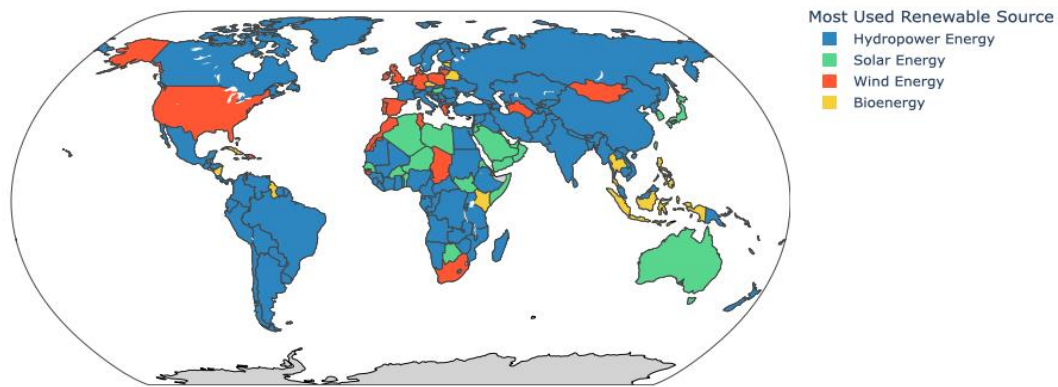 Most Used Renewable Source
Hydropower Energy
Solar Energy
Wind Energy
Bioenergy